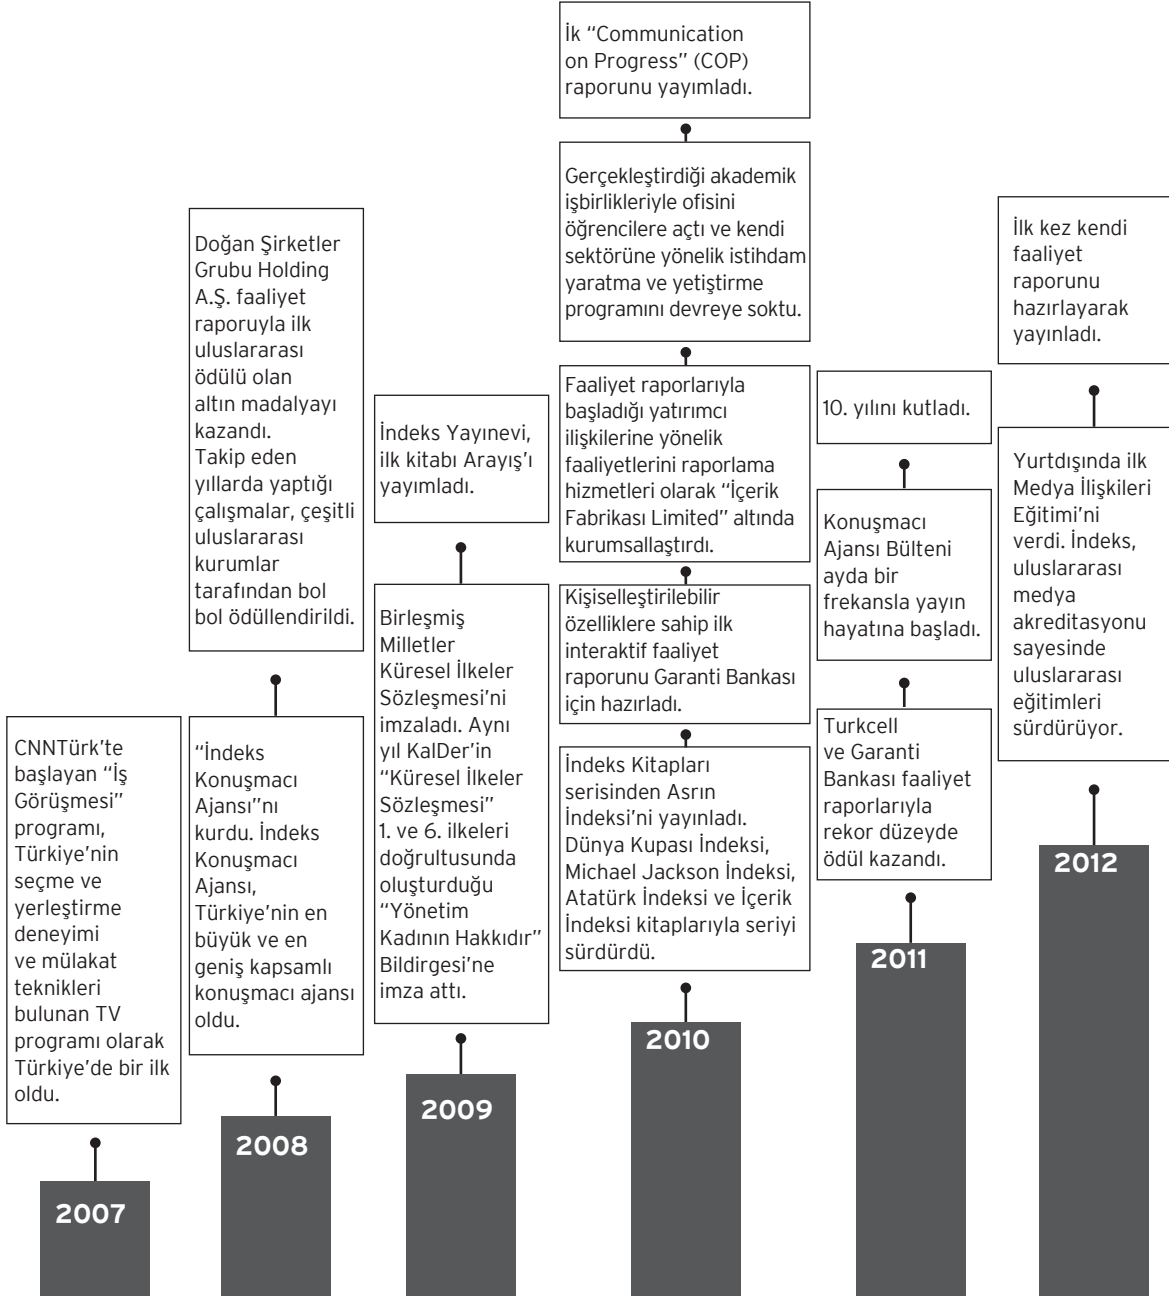 CNNTürk’te
başlayan “İş
Görüşmesi”
programı,
Türkiye’nin
seçme ve
yerleştirme
deneyimi
ve mülakat
teknikleri
bulunan TV
programı olarak
Türkiye’de bir ilk
oldu.
2007
Doğan Şirketler
Grubu Holding
A.Ş. faaliyet
raporuyla ilk
uluslararası
ödülü olan
altın madalyayı
kazandı.
Takip eden
yıllarda yaptığı
çalışmalar, çeşitli
uluslararası
kurumlar
tarafından bol
bol ödüllendirildi.
“İndeks
Konuşmacı
Ajansı”nı
kurdu. İndeks
Konuşmacı
Ajansı,
Türkiye’nin en
büyük ve en
geniş kapsamlı
konuşmacı ajansı
oldu.
2008
İndeks Yayınevi,
ilk kitabı Arayış’ı
yayımladı.
Birleşmiş
Milletler
Küresel İlkeler
Sözleşmesi’ni
imzaladı. Aynı
yıl KalDer’in
“Küresel İlkeler
Sözleşmesi”
1. ve 6. ilkeleri
doğrultusunda
oluşturduğu
“Yönetim
Kadının Hakkıdır”
Bildirgesi’ne
imza attı.
2009
İlk “Communication
on Progress” (COP)
raporunu yayımladı.
Gerçekleştirdiği akademik
işbirlikleriyle ofisini
öğrencilere açtı ve kendi
sektörüne yönelik istihdam
yaratma ve yetiştirme
programını devreye soktu.
Faaliyet raporlarıyla
başladığı yatırımcı
ilişkilerine yönelik
faaliyetlerini raporlama
hizmetleri olarak “İçerik
Fabrikası Limited” altında
kurumsallaştırdı.
Kişiselleştirilebilir
özelliklere sahip ilk
interaktif faaliyet
raporunu Garanti Bankası
için hazırladı.
İndeks Kitapları
serisinden Asrın
İndeksi’ni yayınladı.
Dünya Kupası İndeksi,
Michael Jackson İndeksi,
Atatürk İndeksi ve İçerik
İndeksi kitaplarıyla seriyi
sürdürdü.
2010
10. yılını kutladı.
Konuşmacı
Ajansı Bülteni
ayda bir
frekansla yayın
hayatına başladı.
Turkcell
ve Garanti
Bankası faaliyet
raporlarıyla
rekor düzeyde
ödül kazandı.
2011
İlk kez kendi
faaliyet
raporunu
hazırlayarak
yayınladı.
Yurtdışında ilk
Medya İlişkileri
Eğitimi’ni
verdi. İndeks,
uluslararası
medya
akreditasyonu
sayesinde
uluslararası
eğitimleri
sürdürüyor.
2012